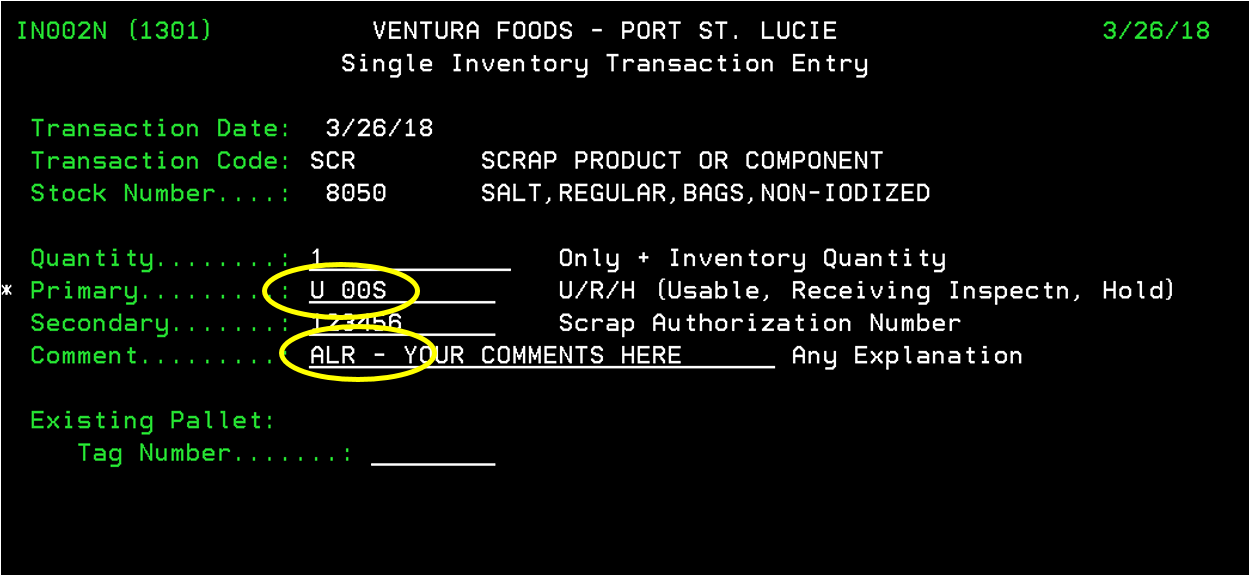 IN002N (1301) VENTURA FOODS - PORT ST. LUCIE 3/26/18
Single Inventory Transaction Entry
Transaction Date: 3/26/18
Transaction Code: SCR SCRAP PRODUCT OR COMPONENT
Stock Number....: 8050 SALT,REGULAR,BAGS,NON-IODIZED
Quantity........: 1 Only + Inventory Quantity
* Primary.........: U 00S U/R/H (Usable, Receiving Inspectn, Hold)
Secondary.......: 123456 Scrap Authorization Number
Comment.........: ALR - YOUR COMMENTS HERE Any Explanation
Existing Pallet:
Tag Number.......: